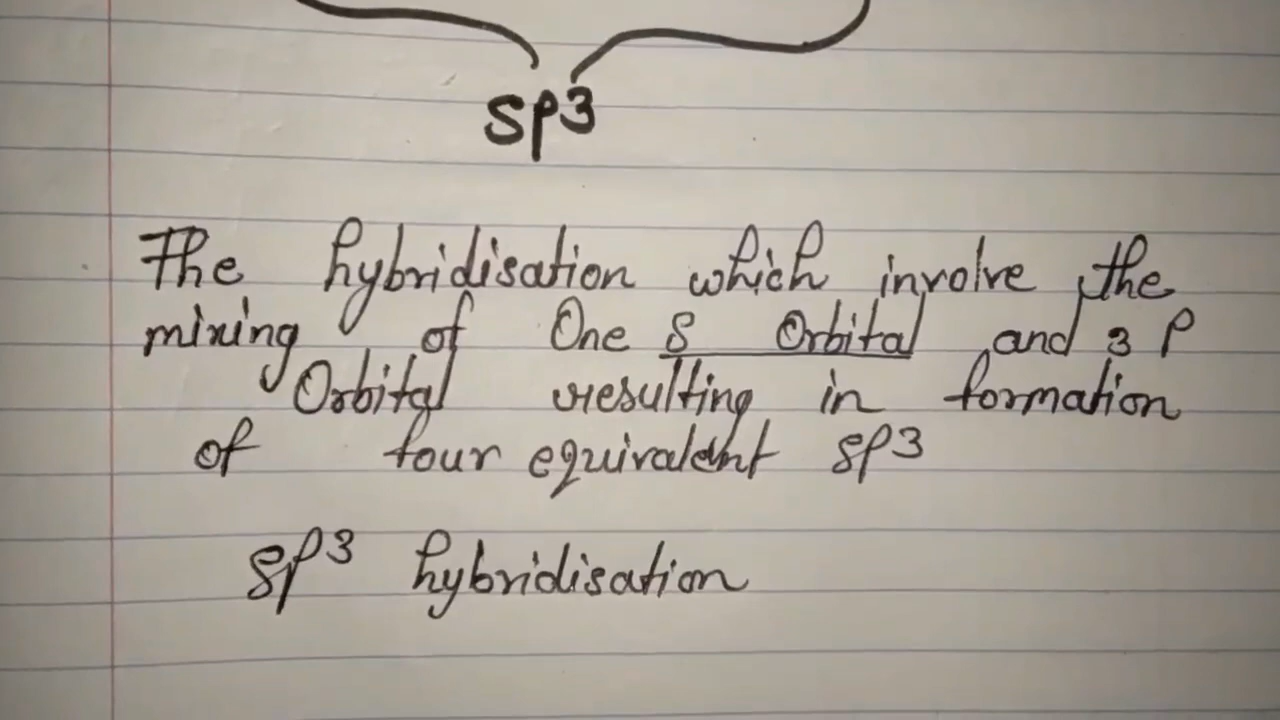 sp3
The hybridisation which involve the
mixing of One S Orbital and 3 P
Orbital resulting in formation
of four equivalent sp3
sp3 hybridisation